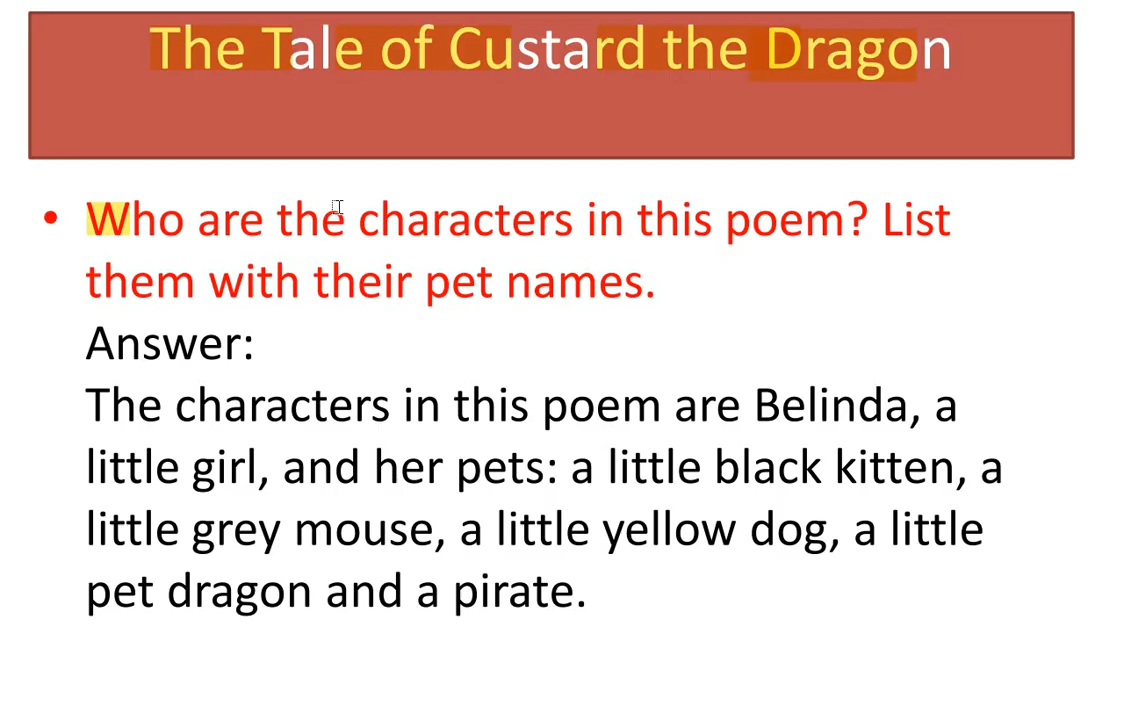 The Tale of Custard the Dragon
• Who are the characters in this poem? List
them with their pet names.
Answer:
The characters in this poem are Belinda, a
little girl, and her pets: a little black kitten, a
little grey mouse, a little yellow dog, a little
pet dragon and a pirate.